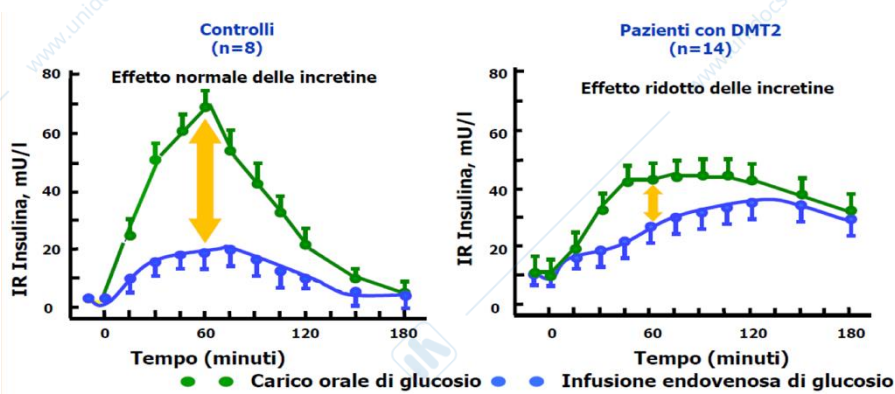 Controlli
(n=8)
Effetto normale delle incretine
IR Insulina, mU/l
80
60
40
20
0
0 60 120 180
Tempo (minuti)
Pazienti con DMT2
(n=14)
Effetto ridotto delle incretine
IR Insulina, mU/l
80
60
40
20
0
0 60 120 180
Tempo (minuti)
Carico orale di glucosio
Infusione endovenosa di glucosio